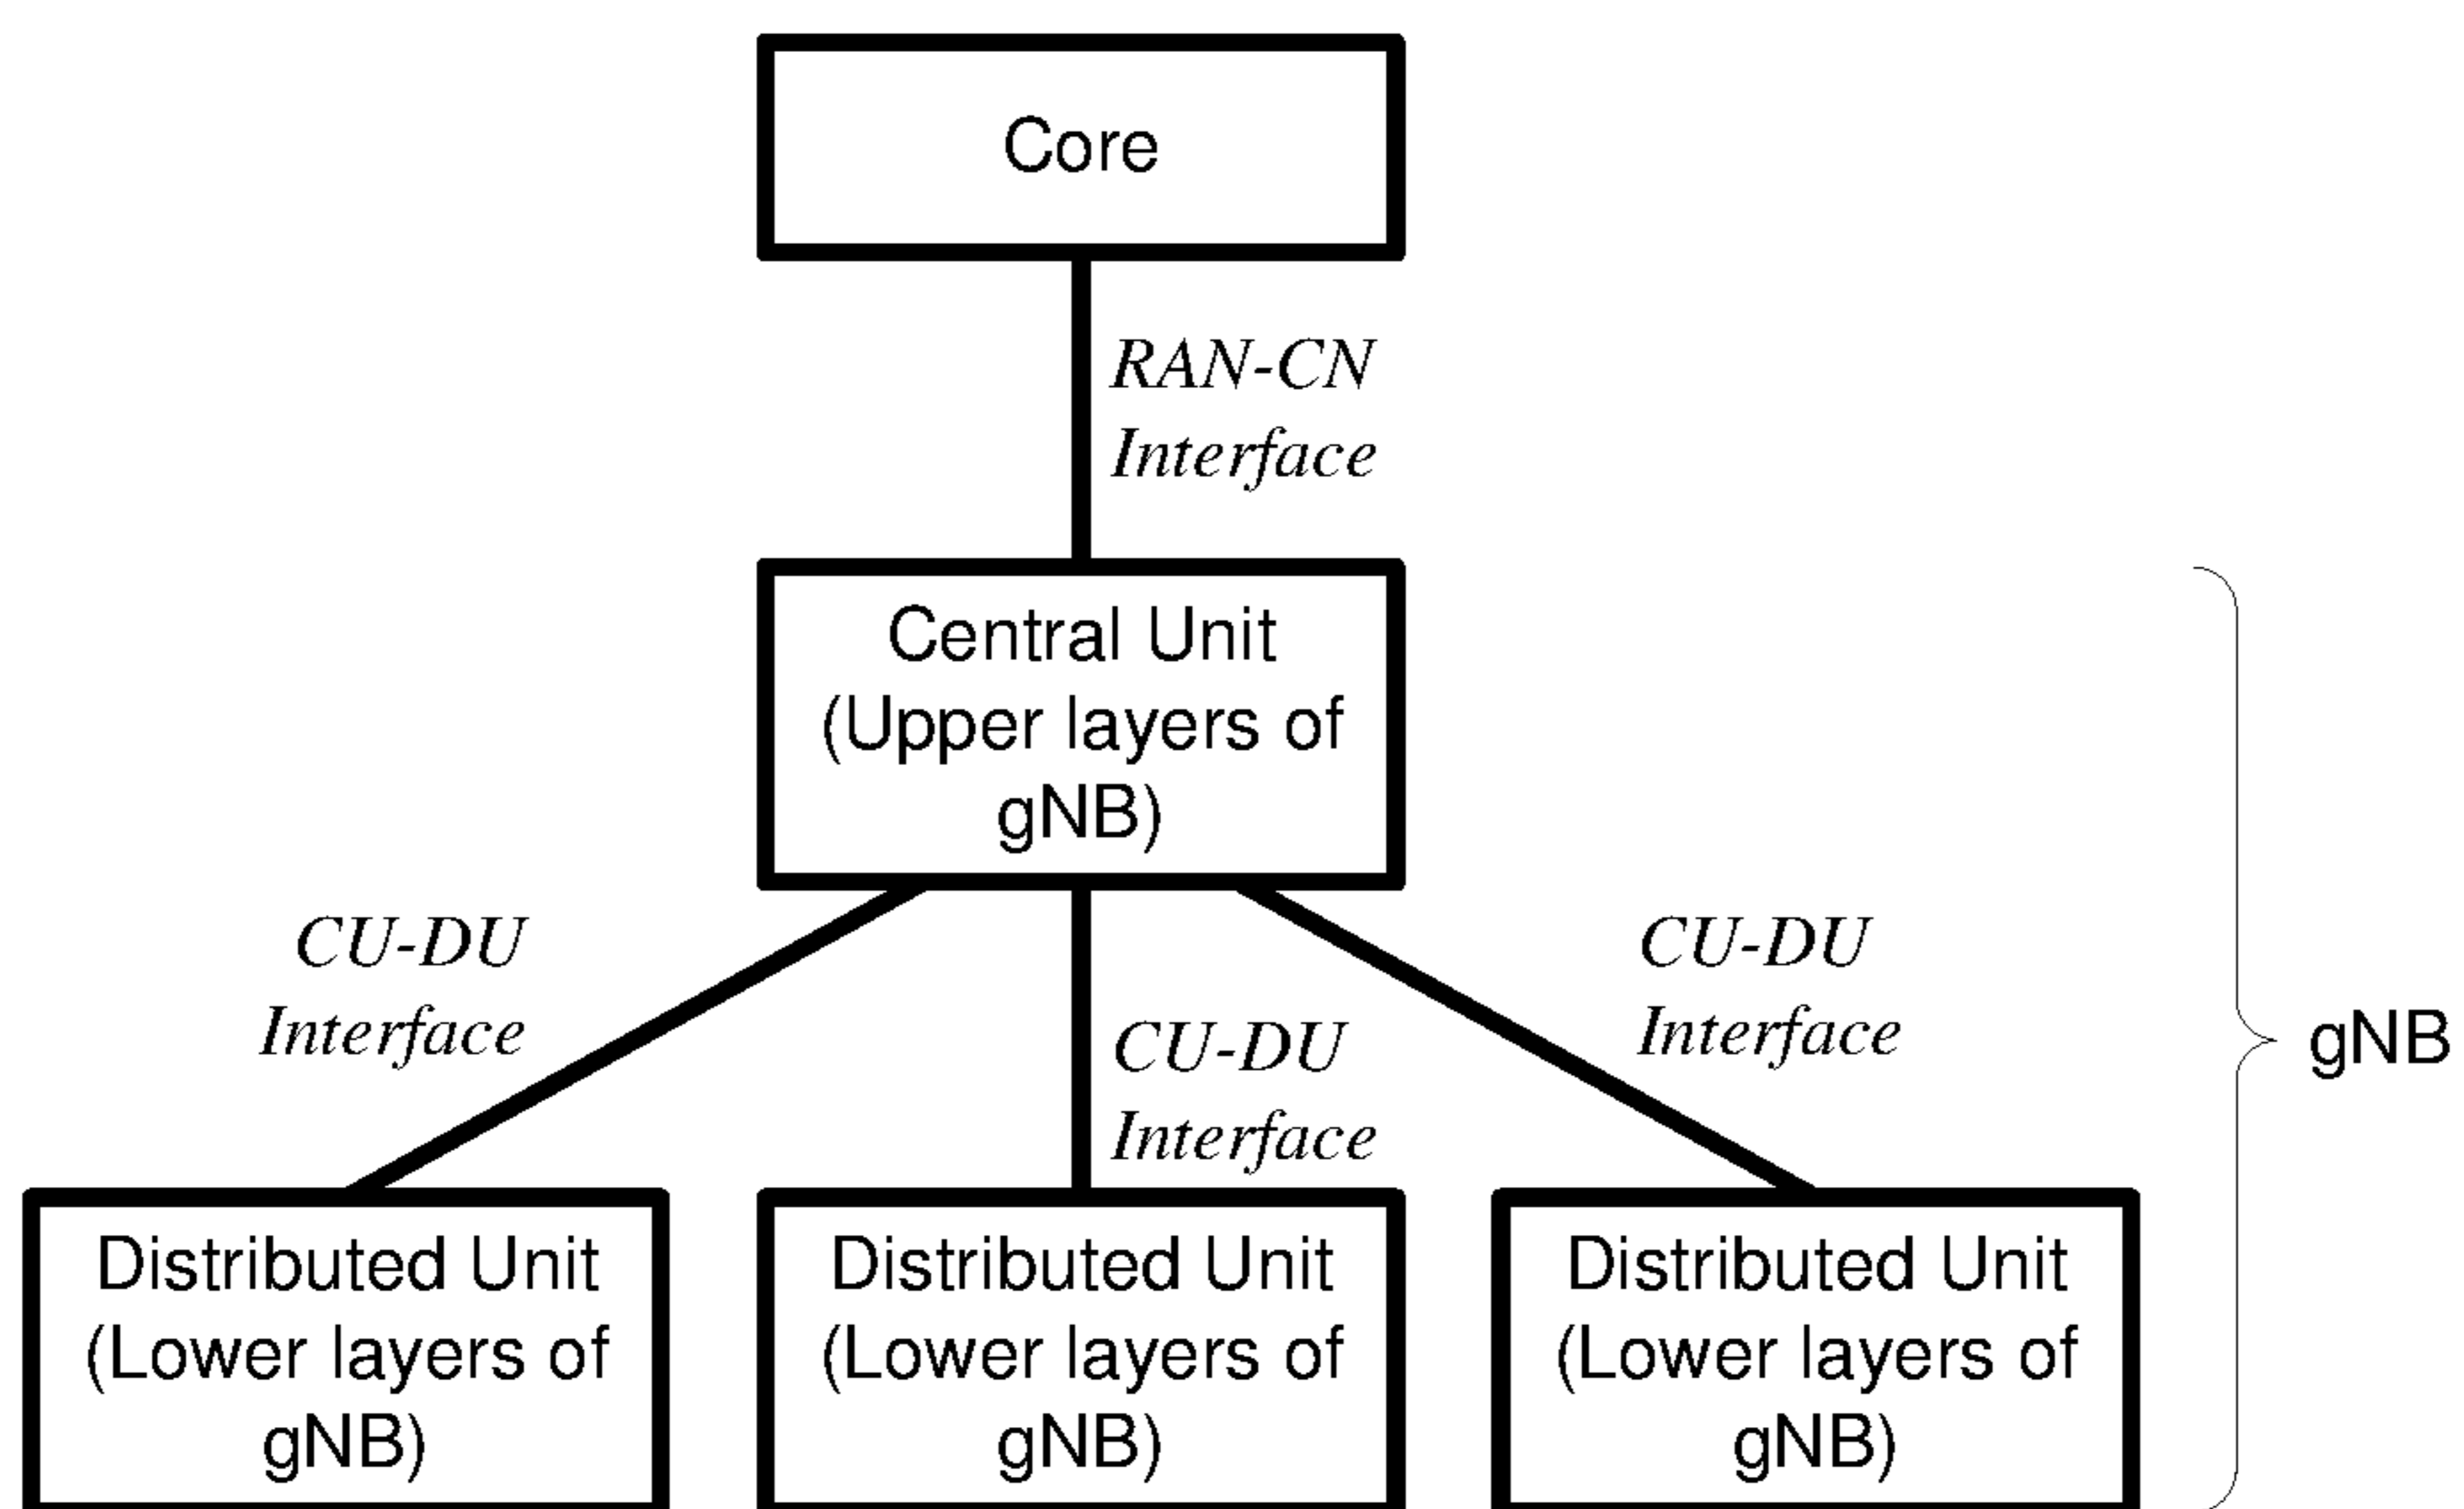 Core
RAN-CN
Interface
Central Unit
(Upper layers of
gNB)
CU-DU
Interface
CU-DU
Interface
CU-DU
Interface
gNB
Distributed Unit
(Lower layers of
gNB)
Distributed Unit
(Lower layers of
gNB)
Distributed Unit
(Lower layers of
gNB)